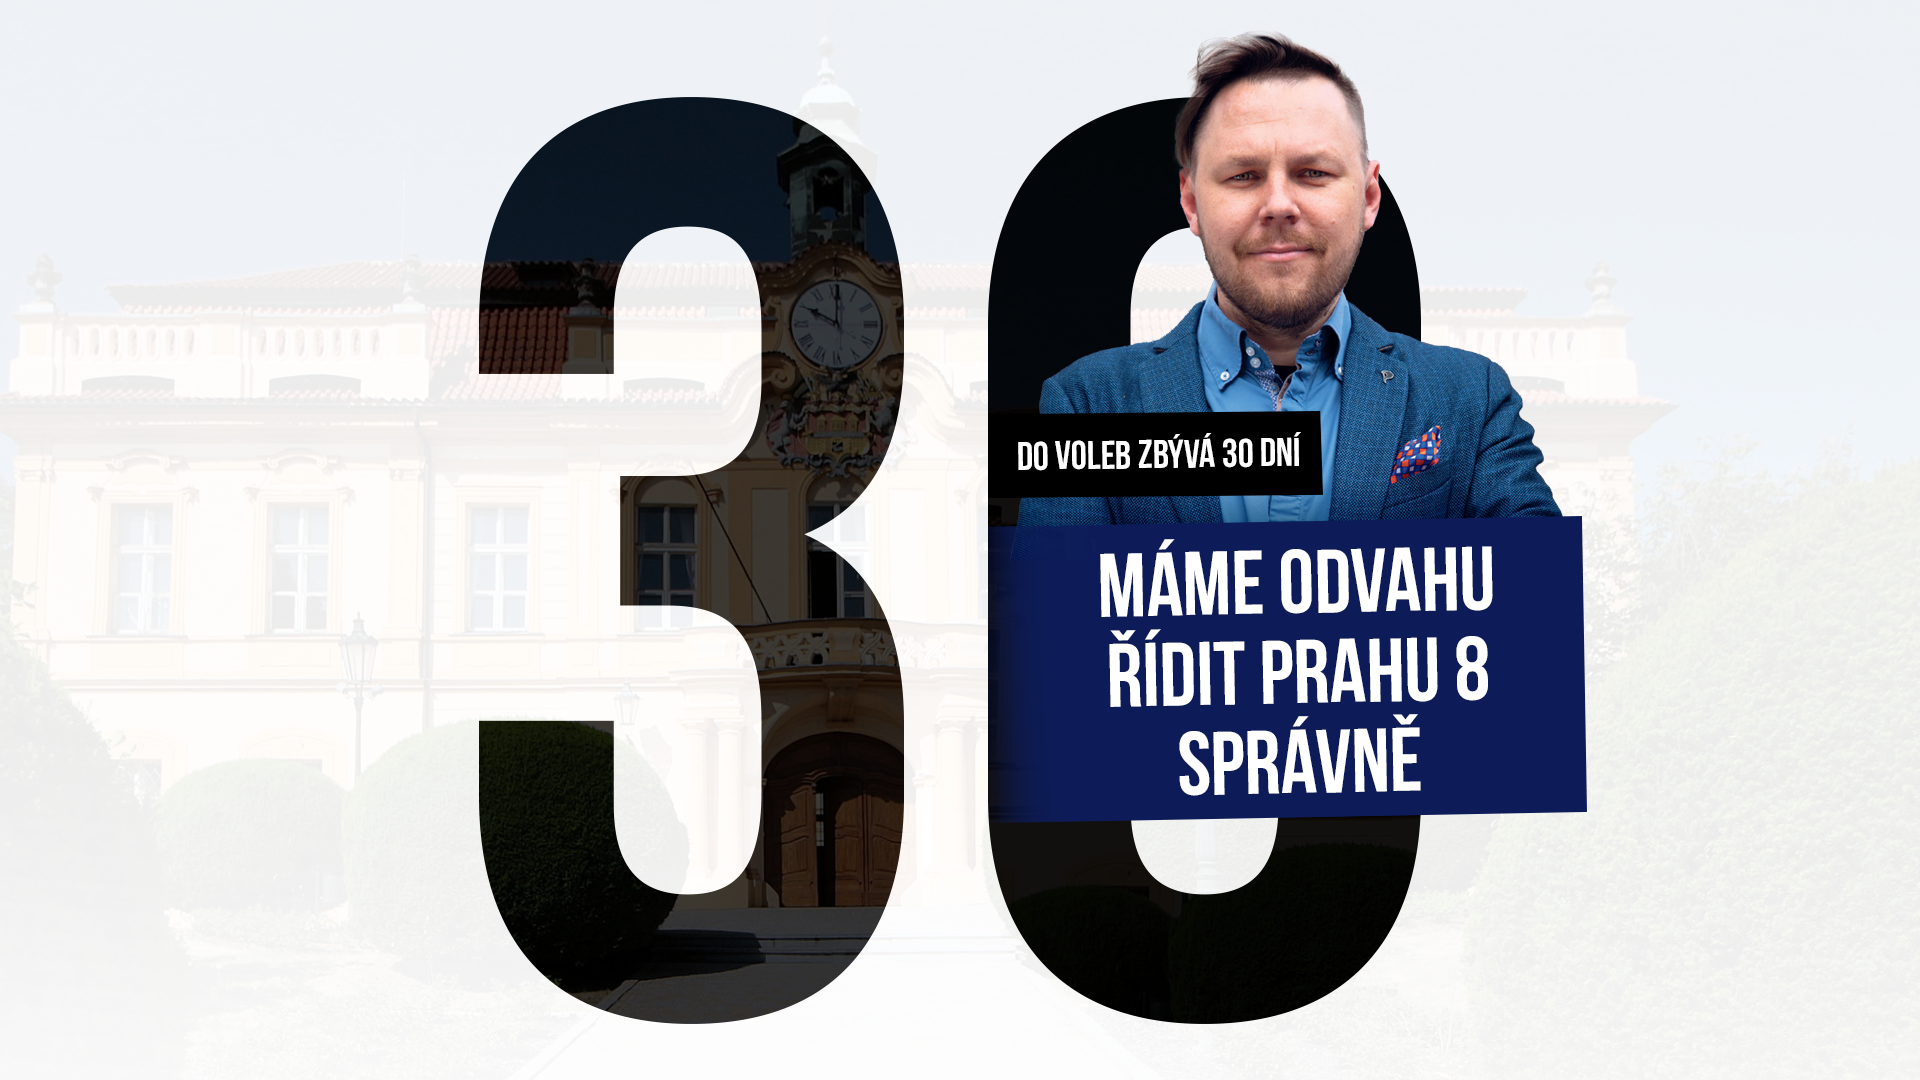 30
DO VOLEB ZBÝVÁ 30 DNÍ
MÁME ODVAHU
ŘÍDIT PRAHU 8
SPRÁVNĚ